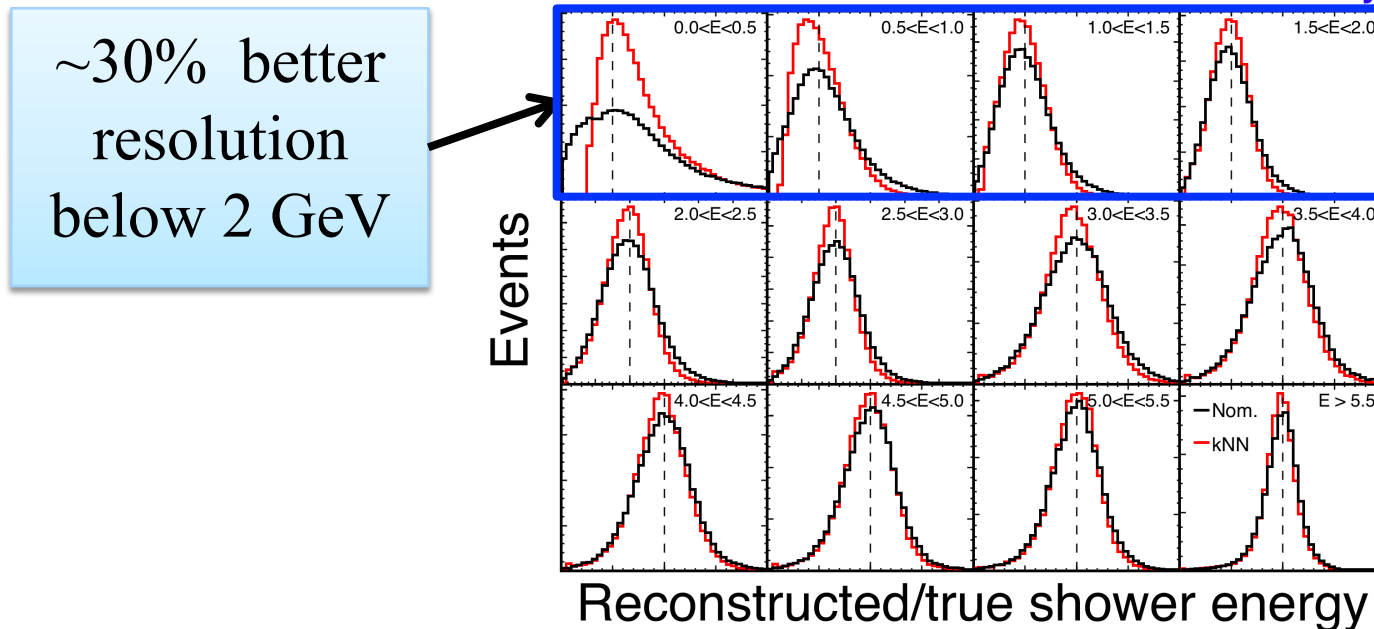 ~30% better
resolution
below 2 GeV
0.0<E<0.5
0.5<E<1.0
1.0<E<1.5
1.5<E<2.0
2.0<E<2.5
2.5<E<3.0
3.0<E<3.5
3.5<E<4.0
4.0<E<4.5
4.5<E<5.0
5.0<E<5.5
E > 5.5
Nom.
kNN
Events
Reconstructed/true shower energy